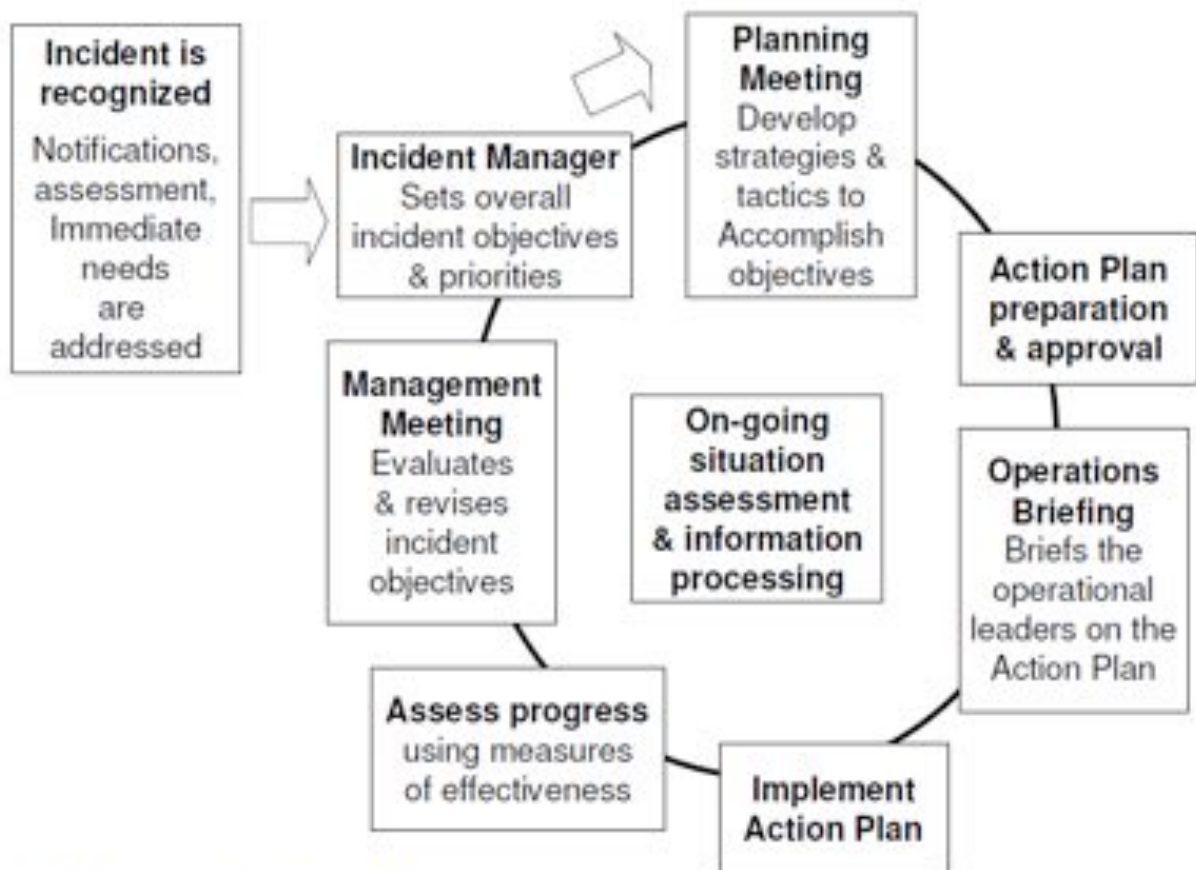 Incident is
recognized
Notifications,
assessment,
Immediate
needs
are
addressed
Incident Manager
Sets overall
incident objectives
& priorities
Planning
Meeting
Develop
strategies &
tactics to
Accomplish
objectives
Action Plan
preparation
& approval
Operations
Briefing
Briefs the
operational
leaders on the
Action Plan
Implement
Action Plan
Assess progress
using measures
of effectiveness
Management
Meeting
Evaluates
& revises
incident
objectives
On-going
situation
assessment
& information
processing